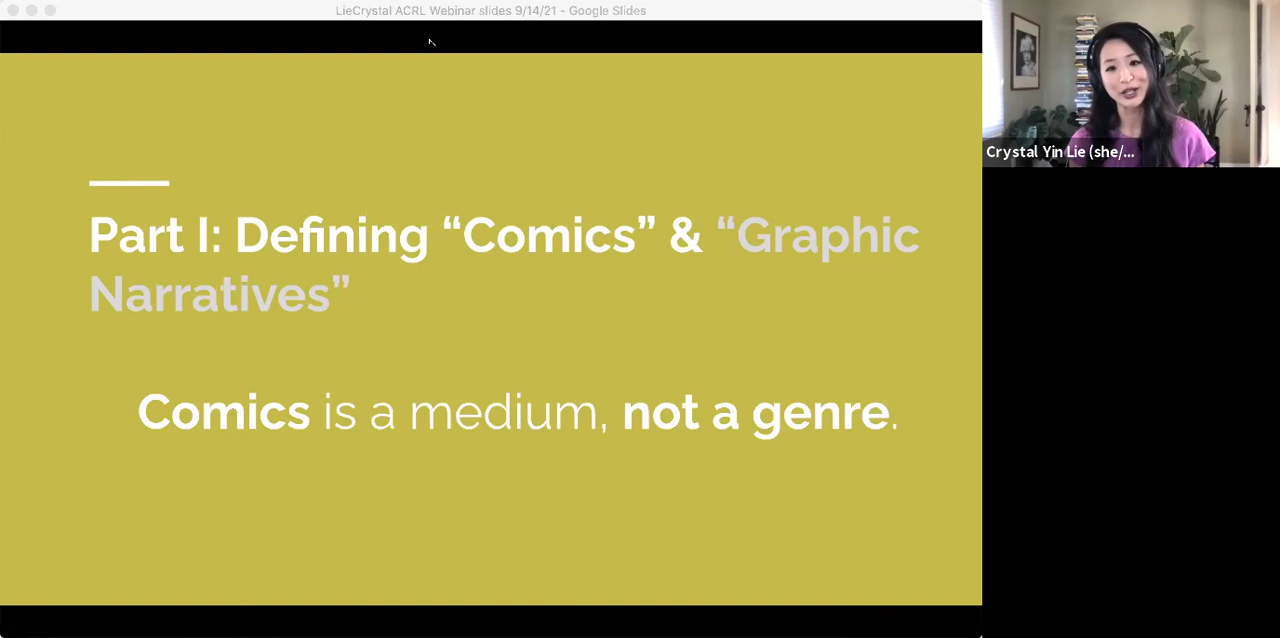 LieCrystal ACRL Webinar slides 9/14/21 - Google Slides
Part I: Defining “Comics” & “Graphic
Narratives”
Comics is a medium, not a genre.
Crystal Yin Lie (she/...